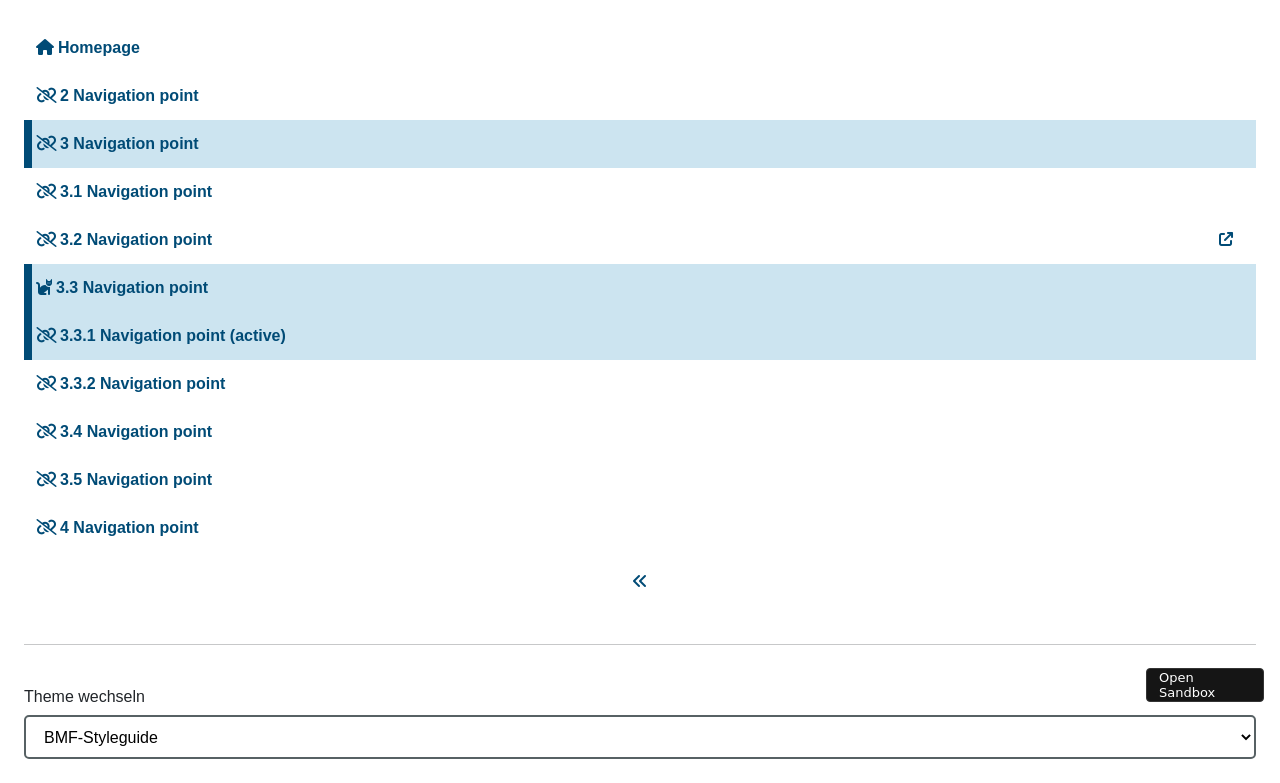 Homepage
2 Navigation point
3 Navigation point
3.1 Navigation point
3.2 Navigation point
3.3 Navigation point
3.3.1 Navigation point (active)
3.3.2 Navigation point
3.4 Navigation point
3.5 Navigation point
4 Navigation point
Open
Sandbox
Theme wechseln
BMF-Styleguide